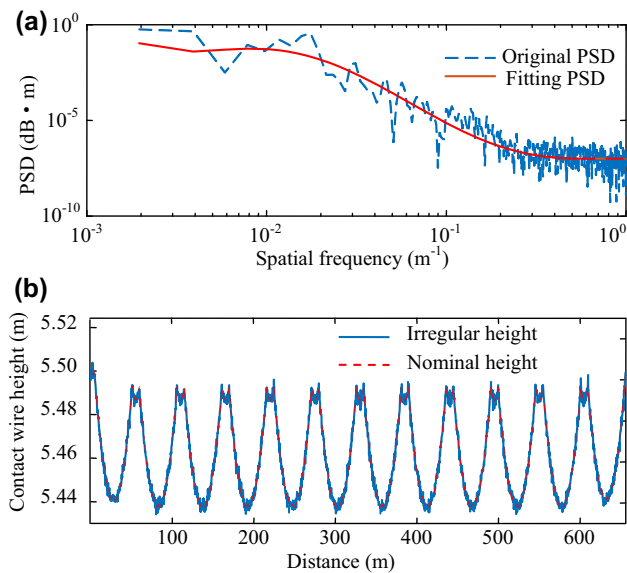 (a)
10^0
10^-5
10^-10
PSD (dB • m)
Original PSD
Fitting PSD
10^-3 10^-2 10^-1 10^0
Spatial frequency (m^-1)
(b)
5.52
5.50
5.48
5.46
5.44
Contact wire height (m)
Irregular height
Nominal height
100 200 300 400 500 600
Distance (m)